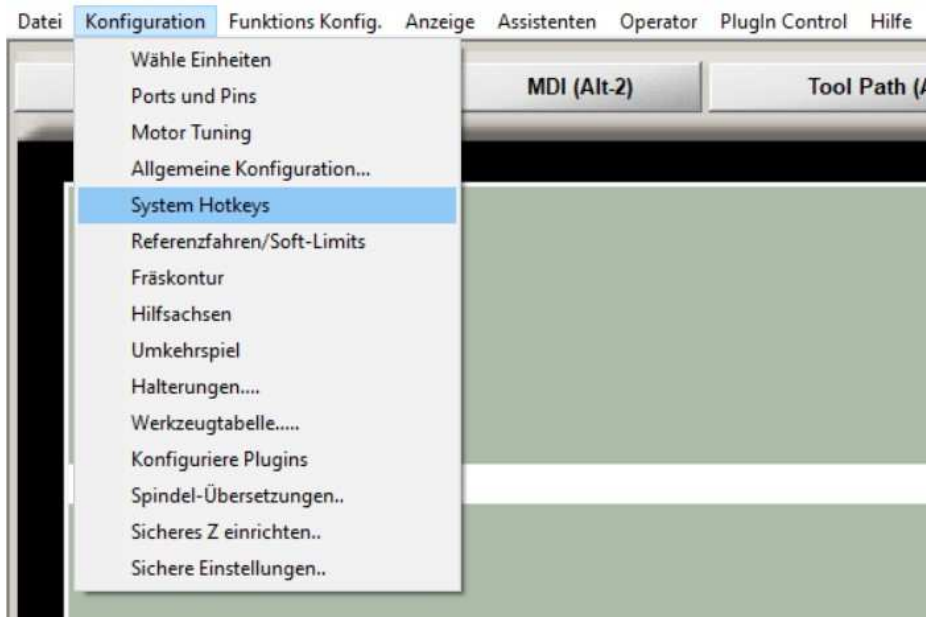 Datei Konfiguration Funktions Konfig. Anzeige Assistenten Operator PlugIn Control Hilfe
Wähle Einheiten
MDI (Alt-2) Tool Path (A
Ports und Pins
Motor Tuning
Allgemeine Konfiguration...
System Hotkeys
Referenzfahren/Soft-Limits
Fräskontur
Hilfsachsen
Umkehrspiel
Halterungen....
Werkzeugtabelle.....
Konfiguriere Plugins
Spindel-Übersetzungen..
Sicheres Z einrichten..
Sichere Einstellungen..